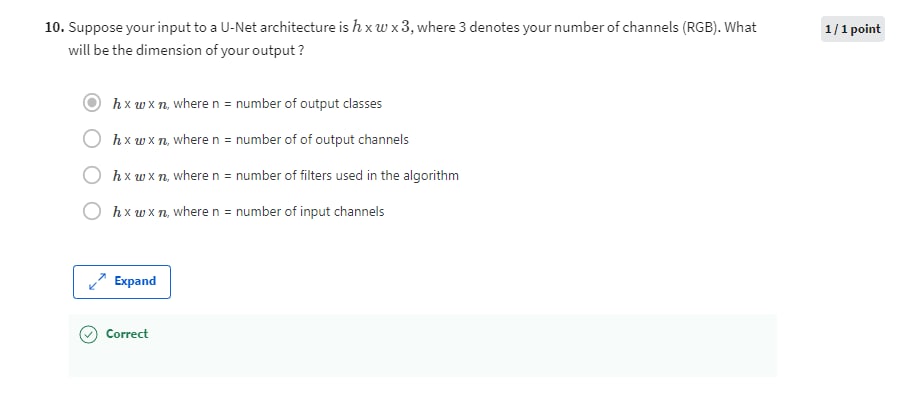 10. Suppose your input to a U-Net architecture is h x w x 3, where 3 denotes your number of channels (RGB). What
will be the dimension of your output ?
1 / 1 point
h x w x n, where n = number of output classes
h x w x n, where n = number of of output channels
h x w x n, where n = number of filters used in the algorithm
h x w x n, where n = number of input channels
Expand
Correct